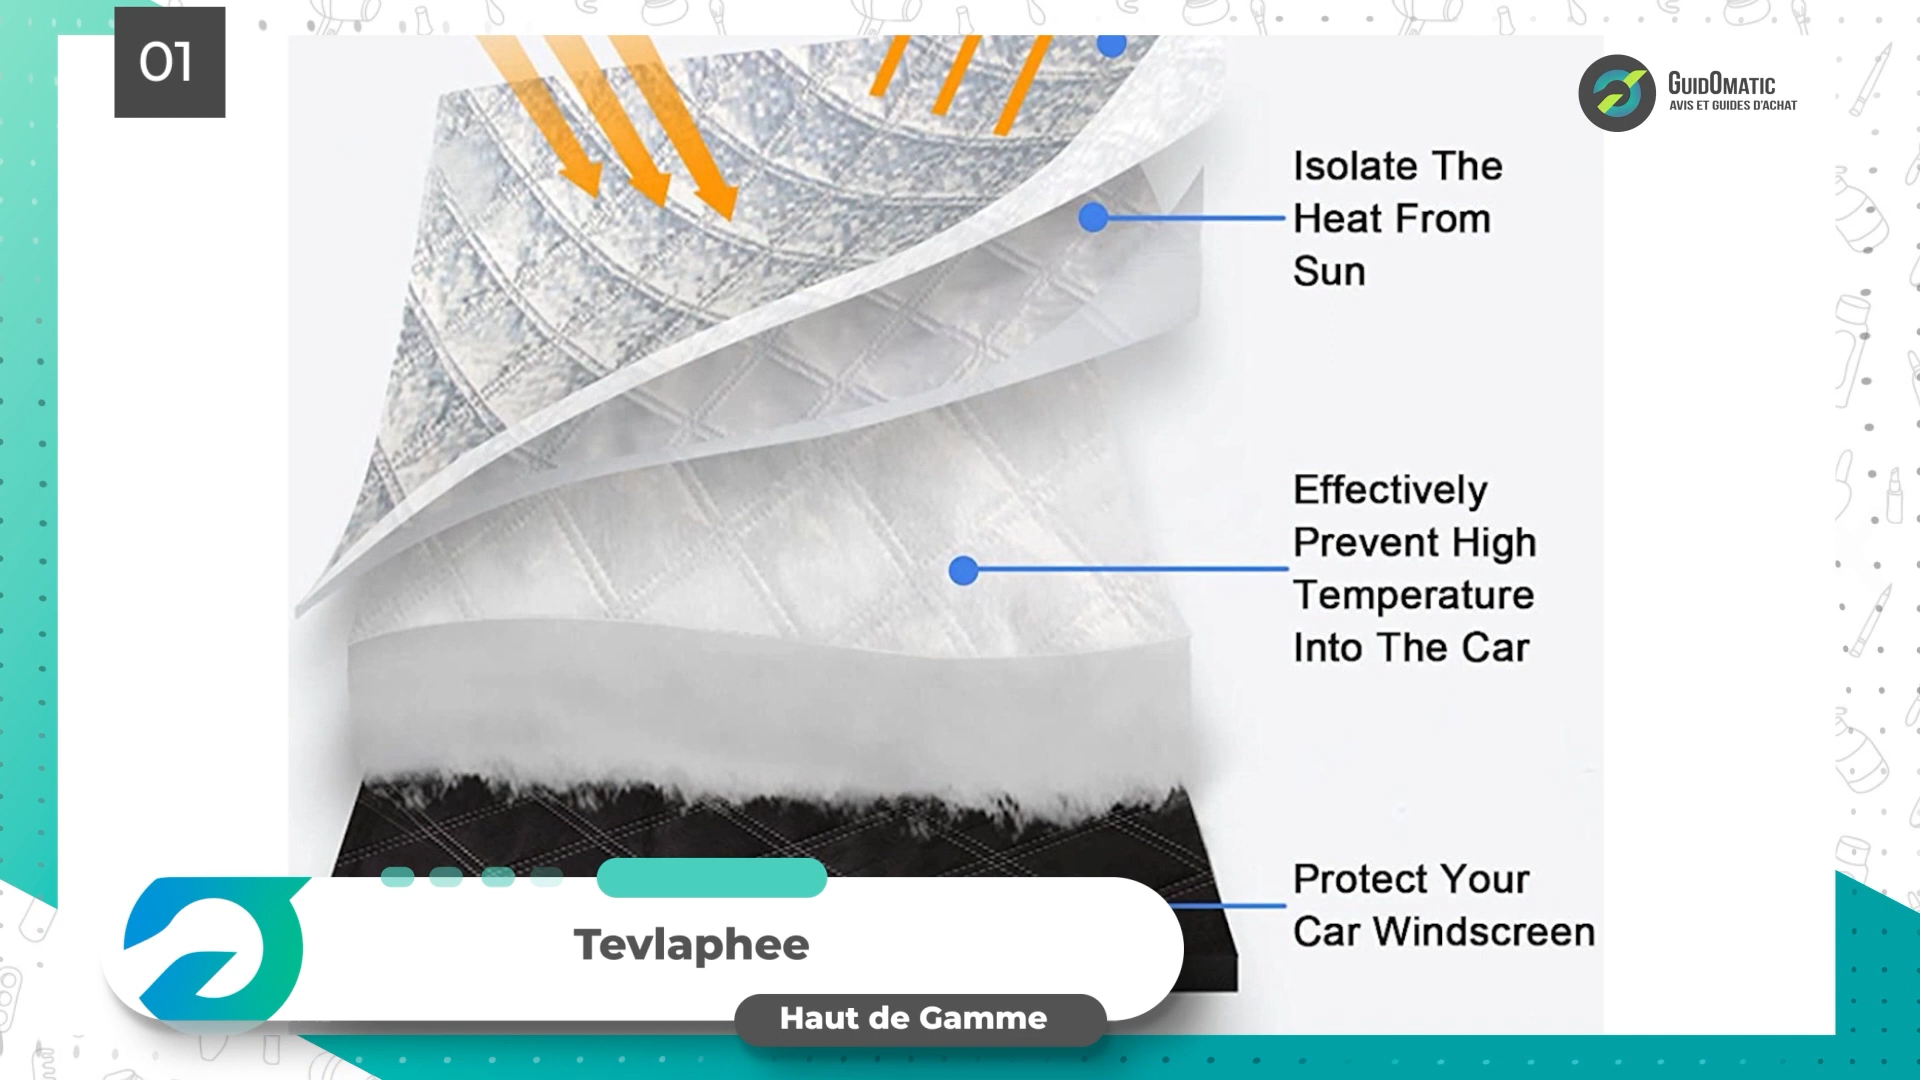 01
GUIDOMATIC
AVIS ET GUIDES D'ACHAT
Isolate The
Heat From
Sun
Effectively
Prevent High
Temperature
Into The Car
Protect Your
Car Windscreen
Tevlaphee
Haut de Gamme